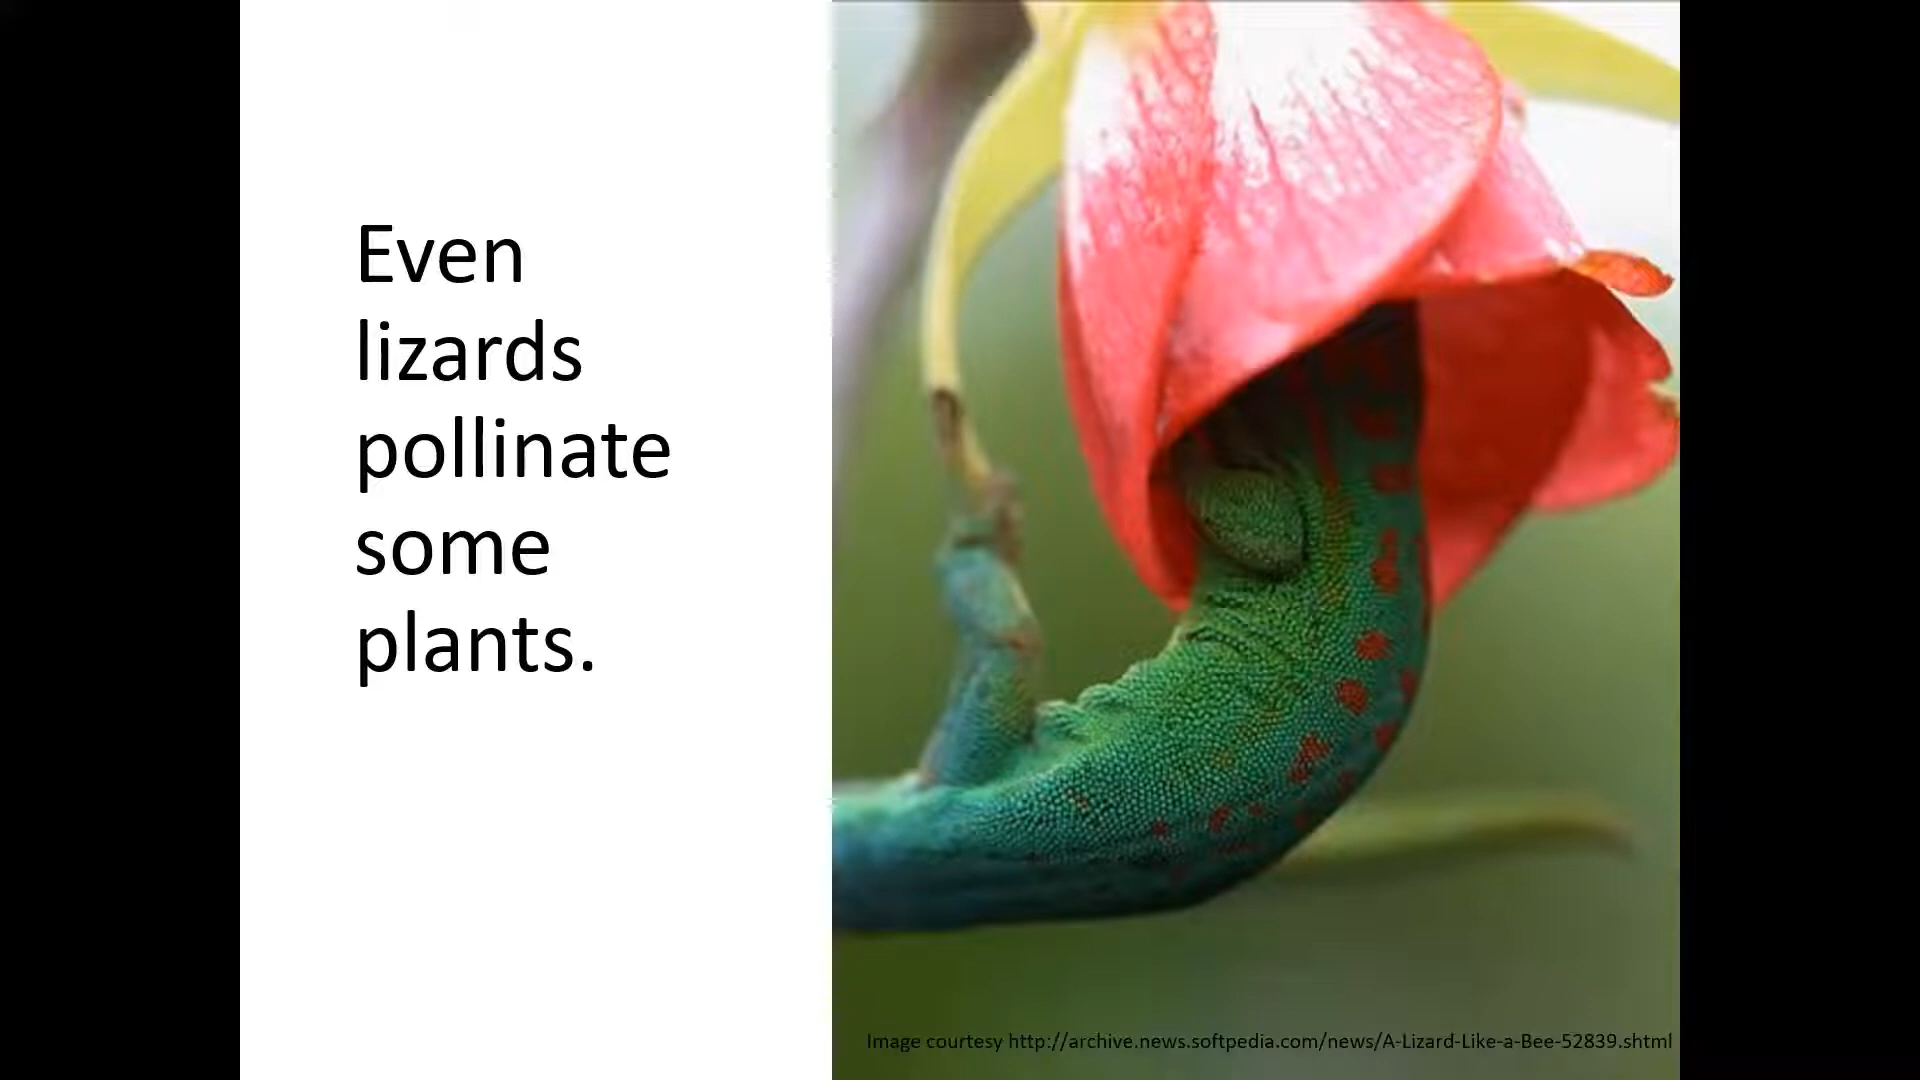 Even
lizards
pollinate
some
plants.
Image courtesy http://archive.news.softpedia.com/news/A-Lizard-Like-a-Bee-52839.shtml